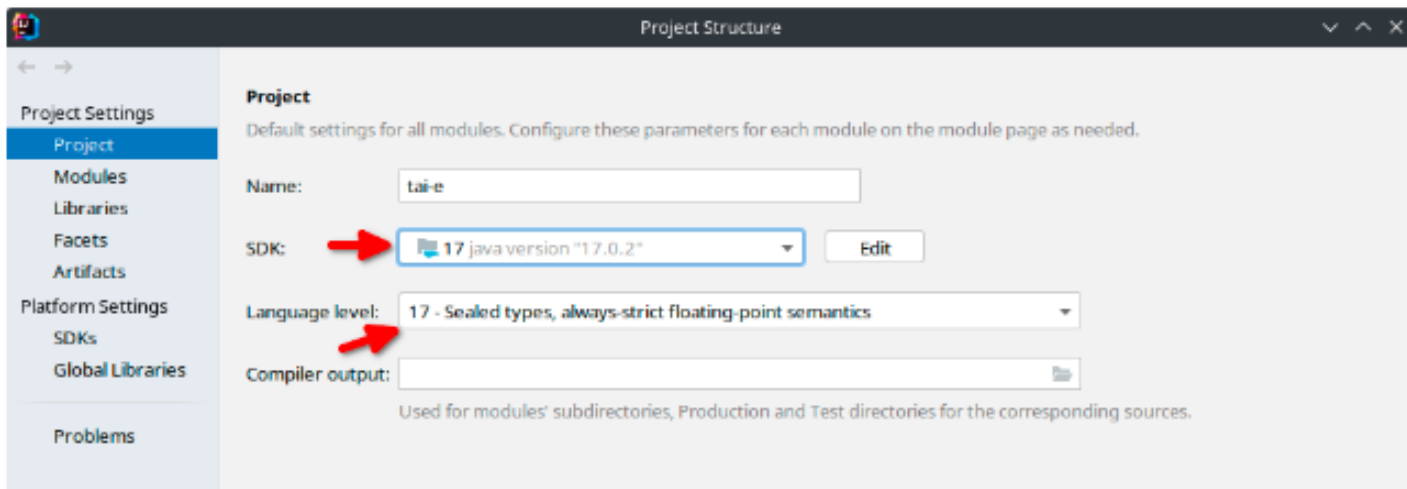 Project Structure
Project Settings
Project
Modules
Libraries
Facets
Artifacts
Platform Settings
SDKs
Global Libraries
Problems
Project
Default settings for all modules. Configure these parameters for each module on the module page as needed.
Name: tai-e
SDK: 17 java version "17.0.2" Edit
Language level: 17 - Sealed types, always-strict floating-point semantics
Compiler output:
Used for modules' subdirectories, Production and Test directories for the corresponding sources.